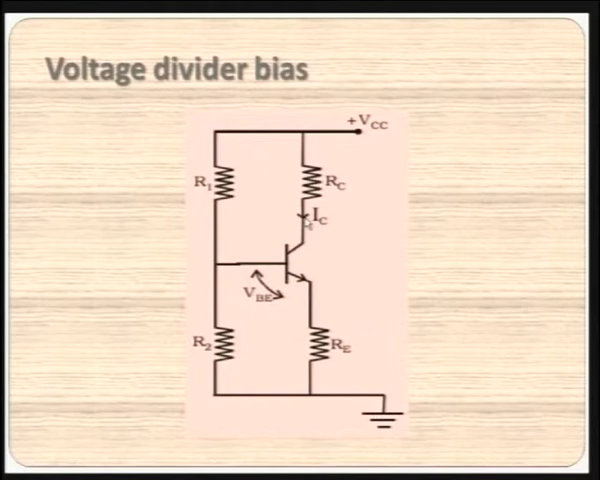 Voltage divider bias
+VCC
R1
RC
IC
VBE
R2
RE